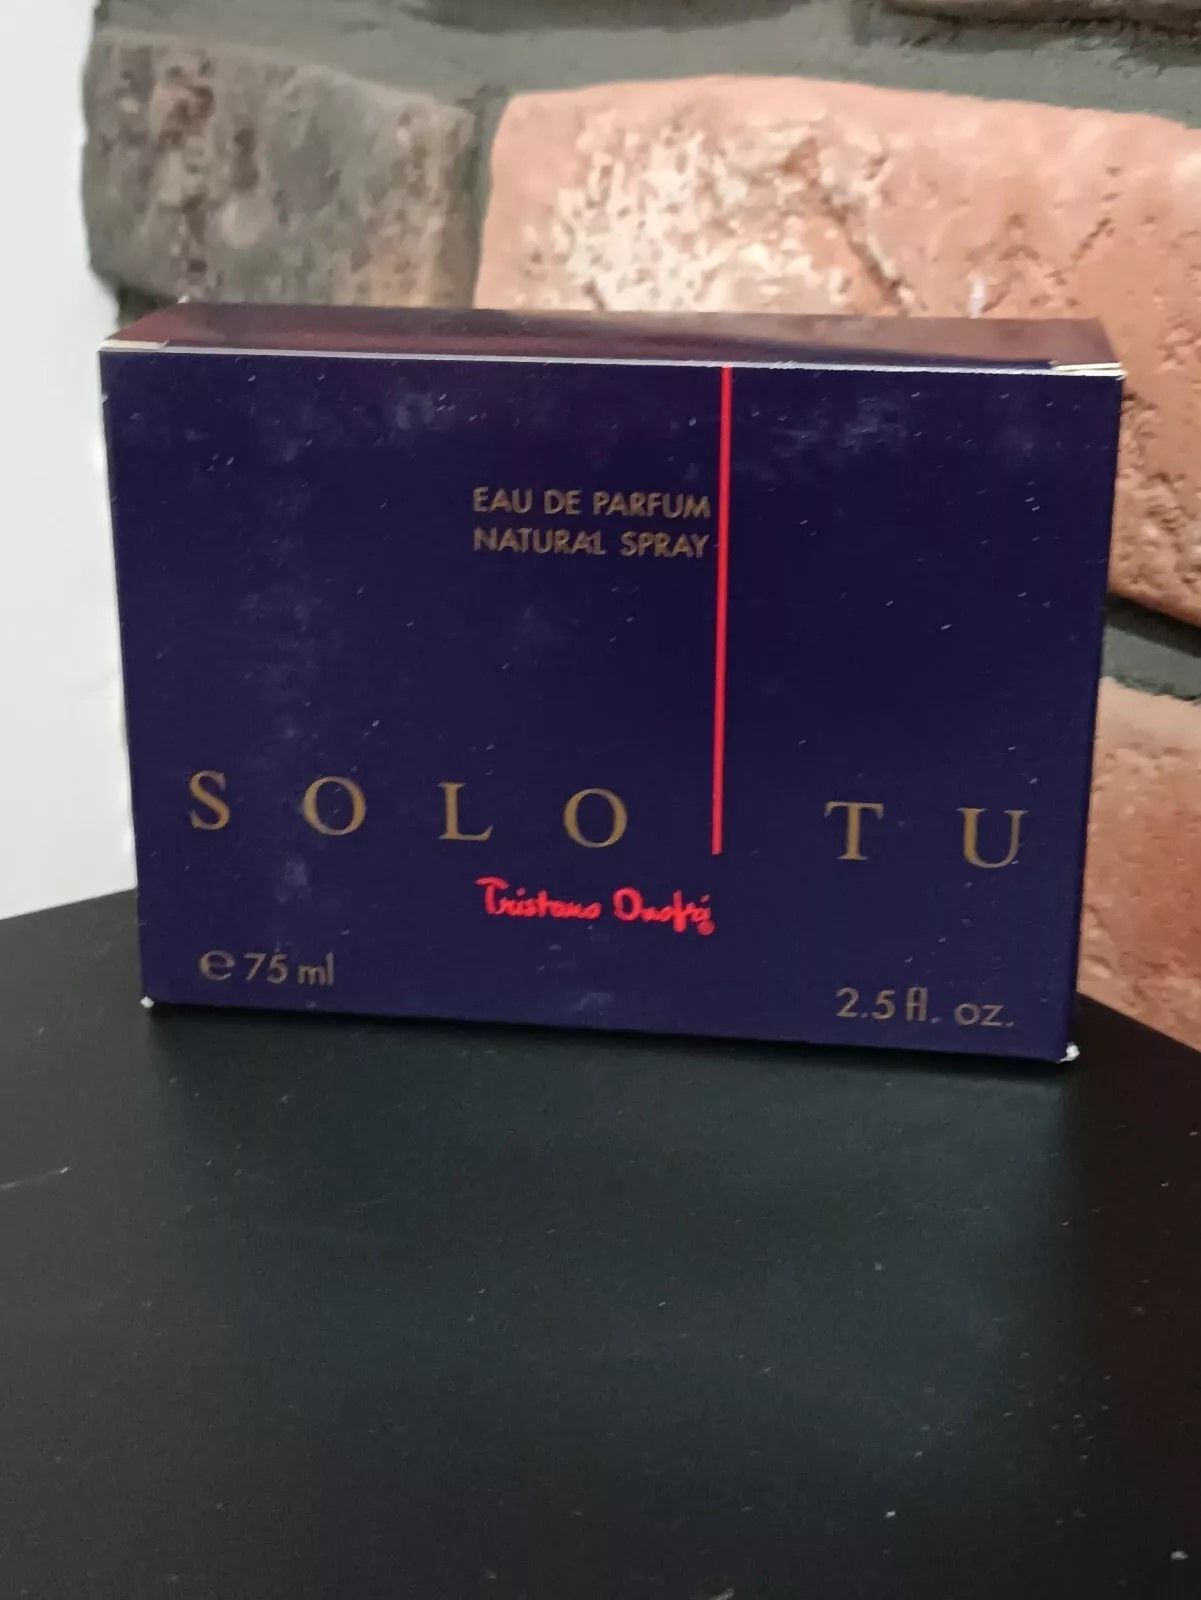 EAU DE PARFUM
NATURAL SPRAY
SOLO TU
Tristano Onofri
℮ 75 ml
2.5 fl. oz.